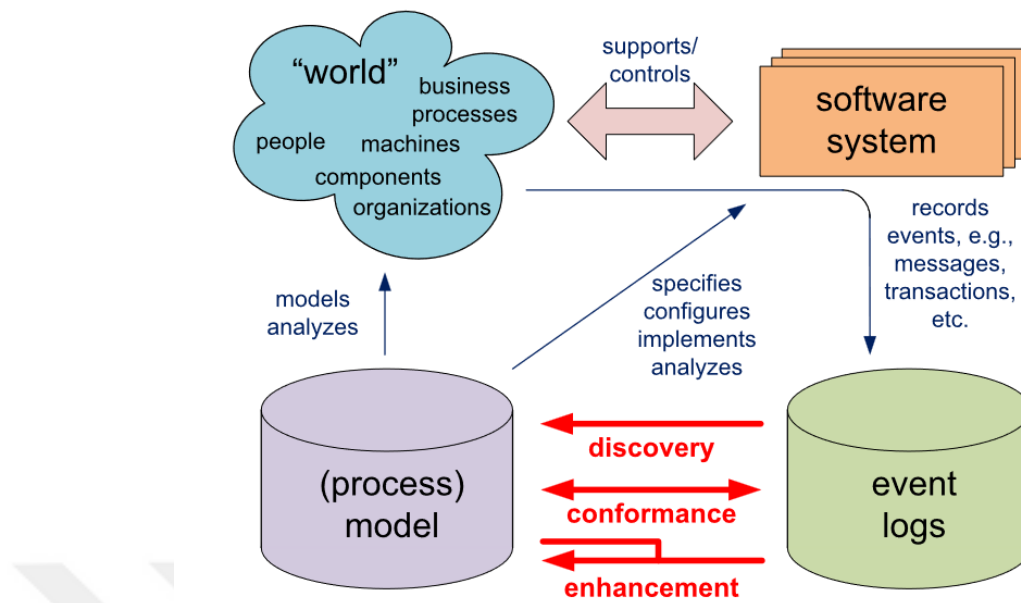 “world”
business
processes
people
machines
components
organizations
supports/
controls
software
system
records
events, e.g.,
messages,
transactions,
etc.
models
analyzes
specifies
configures
implements
analyzes
discovery
conformance
enhancement
(process)
model
event
logs